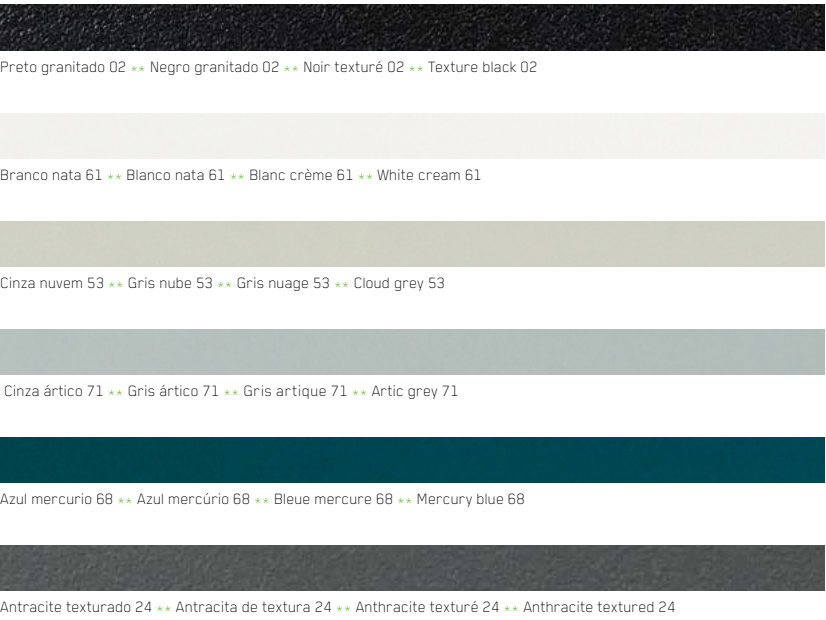 Preto granitado 02 ** Negro granitado 02 ** Noir texturé 02 ** Texture black 02
Branco nata 61 ** Blanco nata 61 ** Blanc crème 61 ** White cream 61
Cinza nuvem 53 ** Gris nube 53 ** Gris nuage 53 ** Cloud grey 53
Cinza ártico 71 ** Gris ártico 71 ** Gris artique 71 ** Artic grey 71
Azul mercurio 68 ** Azul mercúrio 68 ** Bleue mercure 68 ** Mercury blue 68
Antracite texturado 24 ** Antracita de textura 24 ** Anthracite texturé 24 ** Anthracite textured 24